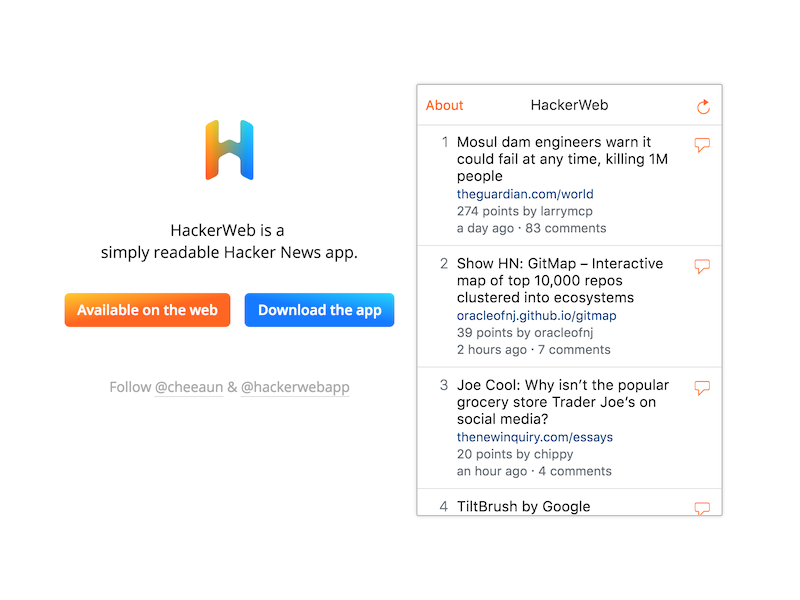 HackerWeb is a
simply readable Hacker News app.
Available on the web
Download the app
Follow @cheeaun & @hackerwebapp
About
HackerWeb
1
Mosul dam engineers warn it
could fail at any time, killing 1M
people
theguardian.com/world
274 points by larrymcp
a day ago · 83 comments
2
Show HN: GitMap – Interactive
map of top 10,000 repos
clustered into ecosystems
oracleofnj.github.io/gitmap
39 points by oracleofnj
2 hours ago · 7 comments
3
Joe Cool: Why isn’t the popular
grocery store Trader Joe’s on
social media?
thenewinquiry.com/essays
20 points by chippy
an hour ago · 4 comments
4
TiltBrush by Google